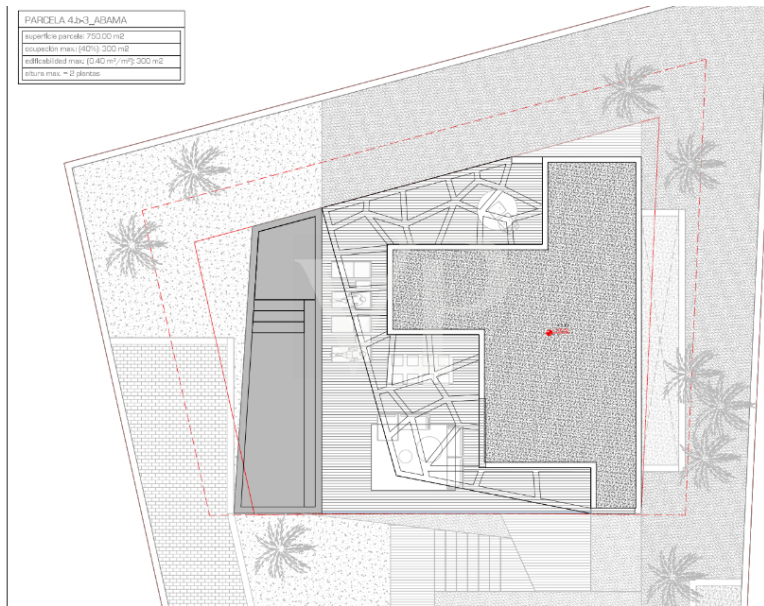 PARCELA 4.b-3_ABAMA
superficie parcela: 750.00 m2
ocupación max.: (40%): 300 m2
edificabilidad max.: (0.40 m²/m²): 300 m2
altura max. = 2 plantas